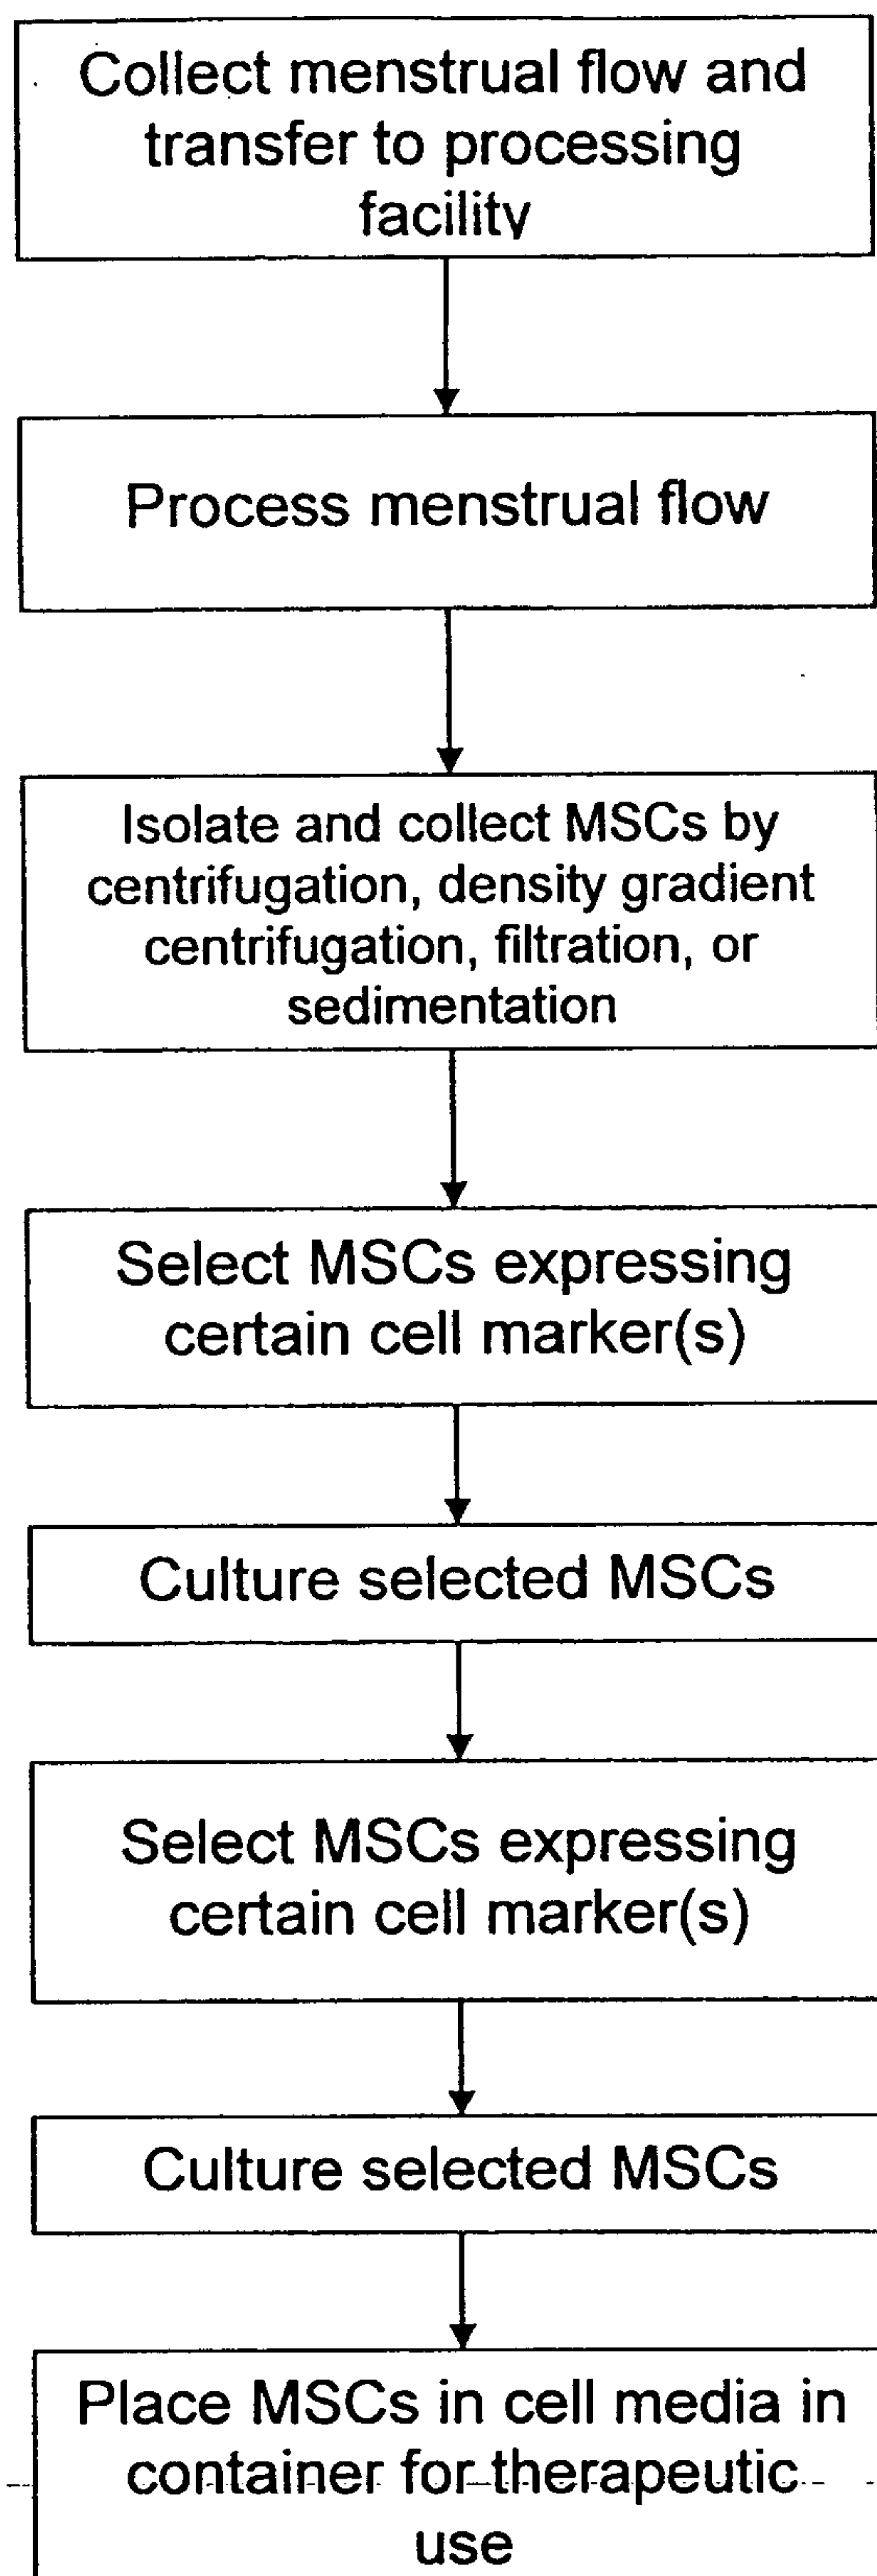 Collect menstrual flow and
transfer to processing
facility
Process menstrual flow
Isolate and collect MSCs by
centrifugation, density gradient
centrifugation, filtration, or
sedimentation
Select MSCs expressing
certain cell marker(s)
Culture selected MSCs
Select MSCs expressing
certain cell marker(s)
Culture selected MSCs
Place MSCs in cell media in
container for therapeutic
use